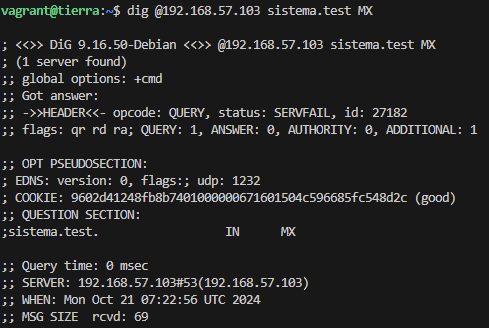 vagrant@tierra:~$ dig @192.168.57.103 sistema.test MX

; <<>> DiG 9.16.50-Debian <<>> @192.168.57.103 sistema.test MX
; (1 server found)
;; global options: +cmd
;; Got answer:
;; ->>HEADER<<- opcode: QUERY, status: SERVFAIL, id: 27182
;; flags: qr rd ra; QUERY: 1, ANSWER: 0, AUTHORITY: 0, ADDITIONAL: 1

;; OPT PSEUDOSECTION:
; EDNS: version: 0, flags:; udp: 1232
; COOKIE: 9602d41248fb8b7401000000671601504c596685fc548d2c (good)
;; QUESTION SECTION:
;sistema.test.                  IN      MX

;; Query time: 0 msec
;; SERVER: 192.168.57.103#53(192.168.57.103)
;; WHEN: Mon Oct 21 07:22:56 UTC 2024
;; MSG SIZE  rcvd: 69